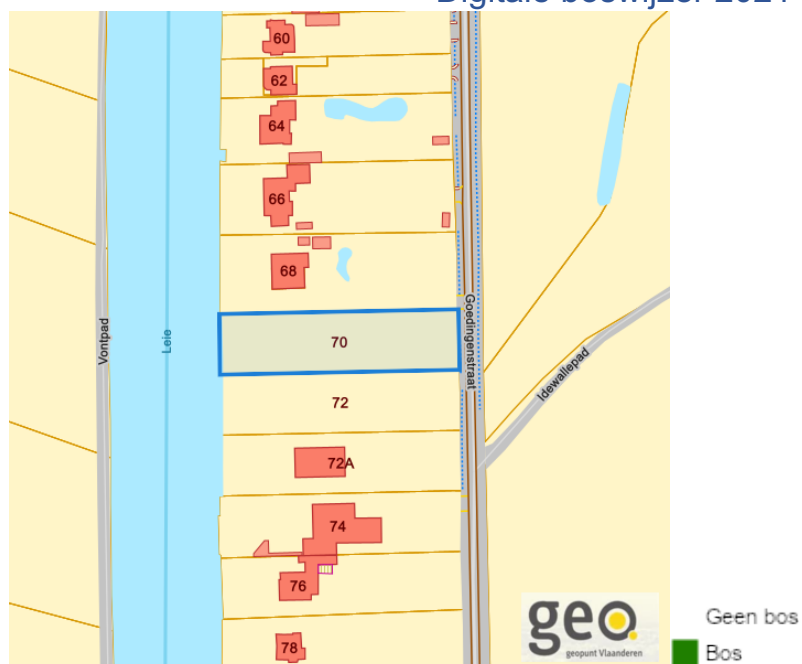 60
62
64
66
68
70
72
72A
74
76
78
Vontpad
Leie
Goedingenstraat
Idewallepad
geo.
geopunt Vlaanderen
Geen bos
Bos